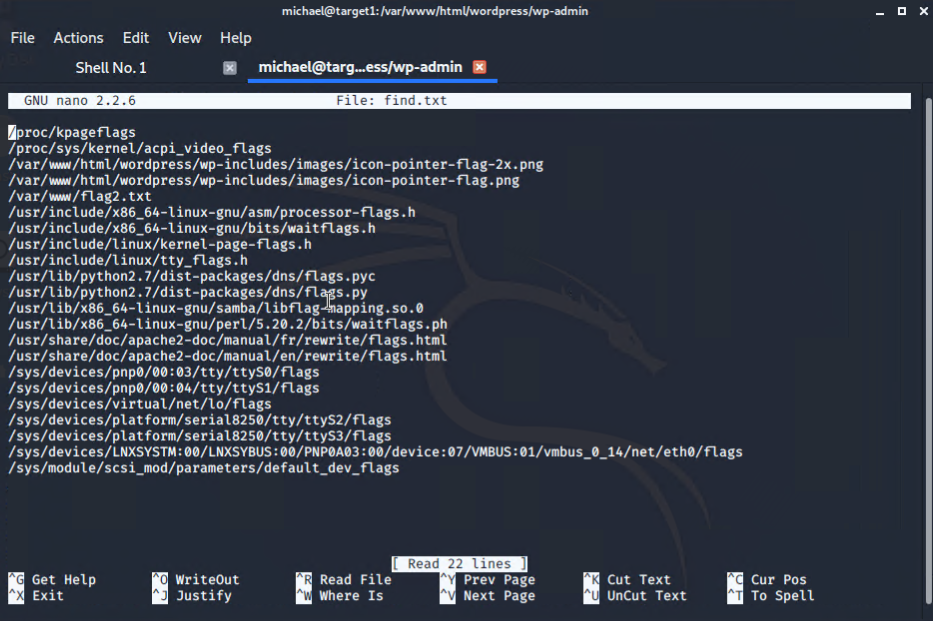 michael@target1:/var/www/html/wordpress/wp-admin
File Actions Edit View Help
Shell No. 1 michael@targ...ess/wp-admin
GNU nano 2.2.6 File: find.txt
/proc/kpageflags
/proc/sys/kernel/acpi_video_flags
/var/www/html/wordpress/wp-includes/images/icon-pointer-flag-2x.png
/var/www/html/wordpress/wp-includes/images/icon-pointer-flag.png
/var/www/flag2.txt
/usr/include/x86_64-linux-gnu/asm/processor-flags.h
/usr/include/x86_64-linux-gnu/bits/waitflags.h
/usr/include/linux/kernel-page-flags.h
/usr/include/linux/tty_flags.h
/usr/lib/python2.7/dist-packages/dns/flags.pyc
/usr/lib/python2.7/dist-packages/dns/flags.py
/usr/lib/x86_64-linux-gnu/samba/libflag-mapping.so.0
/usr/lib/x86_64-linux-gnu/perl/5.20.2/bits/waitflags.ph
/usr/share/doc/apache2-doc/manual/fr/rewrite/flags.html
/usr/share/doc/apache2-doc/manual/en/rewrite/flags.html
/sys/devices/pnp0/00:03/tty/ttyS0/flags
/sys/devices/pnp0/00:04/tty/ttyS1/flags
/sys/devices/virtual/net/lo/flags
/sys/devices/platform/serial8250/tty/ttyS2/flags
/sys/devices/platform/serial8250/tty/ttyS3/flags
/sys/devices/LNXSYSTM:00/LNXSYBUS:00/PNP0A03:00/device:07/VMBUS:01/vmbus_0_14/net/eth0/flags
/sys/module/scsi_mod/parameters/default_dev_flags
[ Read 22 lines ]
^G Get Help ^O WriteOut ^R Read File ^Y Prev Page ^K Cut Text ^C Cur Pos
^X Exit ^J Justify ^W Where Is ^V Next Page ^U UnCut Text ^T To Spell